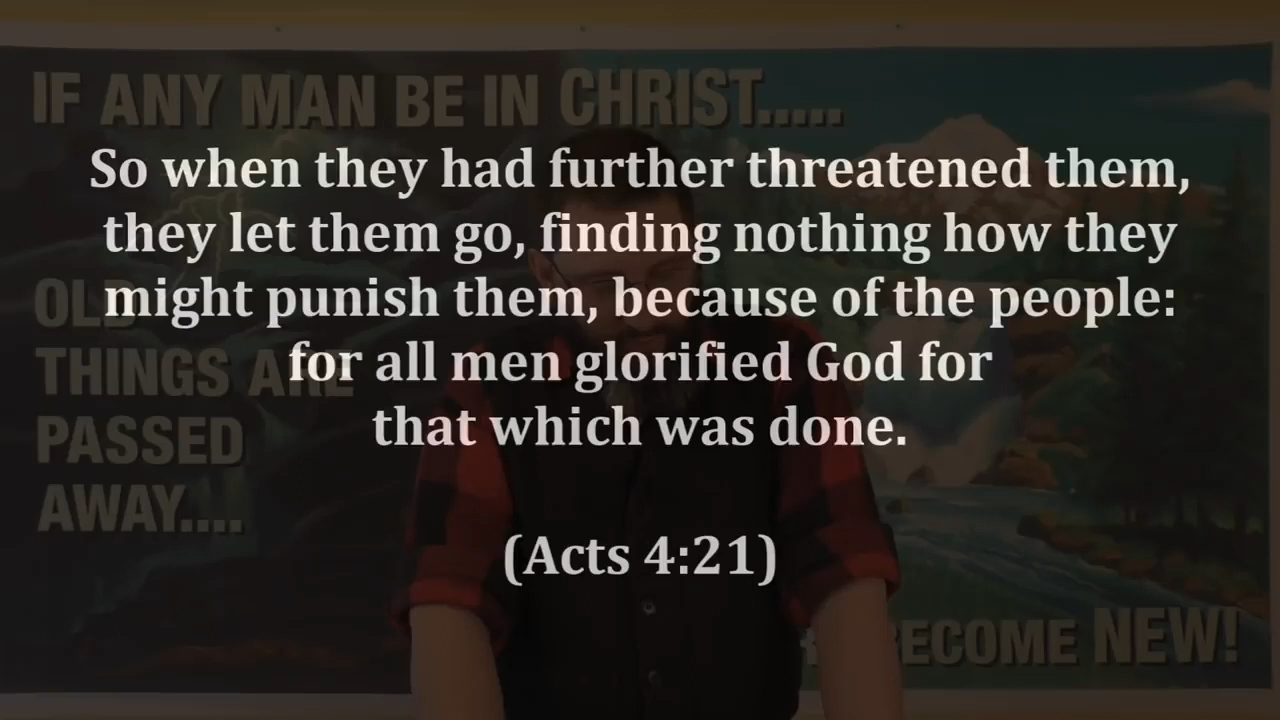 IF ANY MAN BE IN CHRIST.....
So when they had further threatened them,
they let them go, finding nothing how they
might punish them, because of the people:
for all men glorified God for
that which was done.
(Acts 4:21)
OLD
THINGS ARE
PASSED
AWAY....
BECOME NEW!